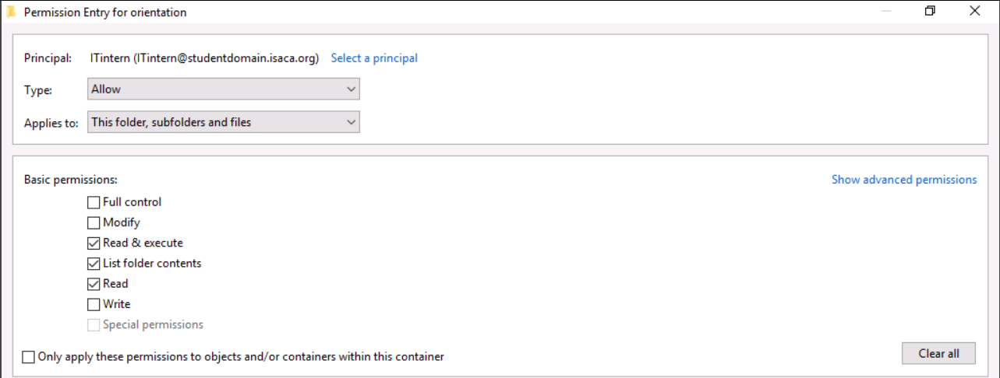 Permission Entry for orientation
Principal: ITintern (ITintern@studentdomain.isaca.org) Select a principal
Type: Allow
Applies to: This folder, subfolders and files
Basic permissions: Show advanced permissions
Full control
Modify
Read & execute
List folder contents
Read
Write
Special permissions
Only apply these permissions to objects and/or containers within this container
Clear all